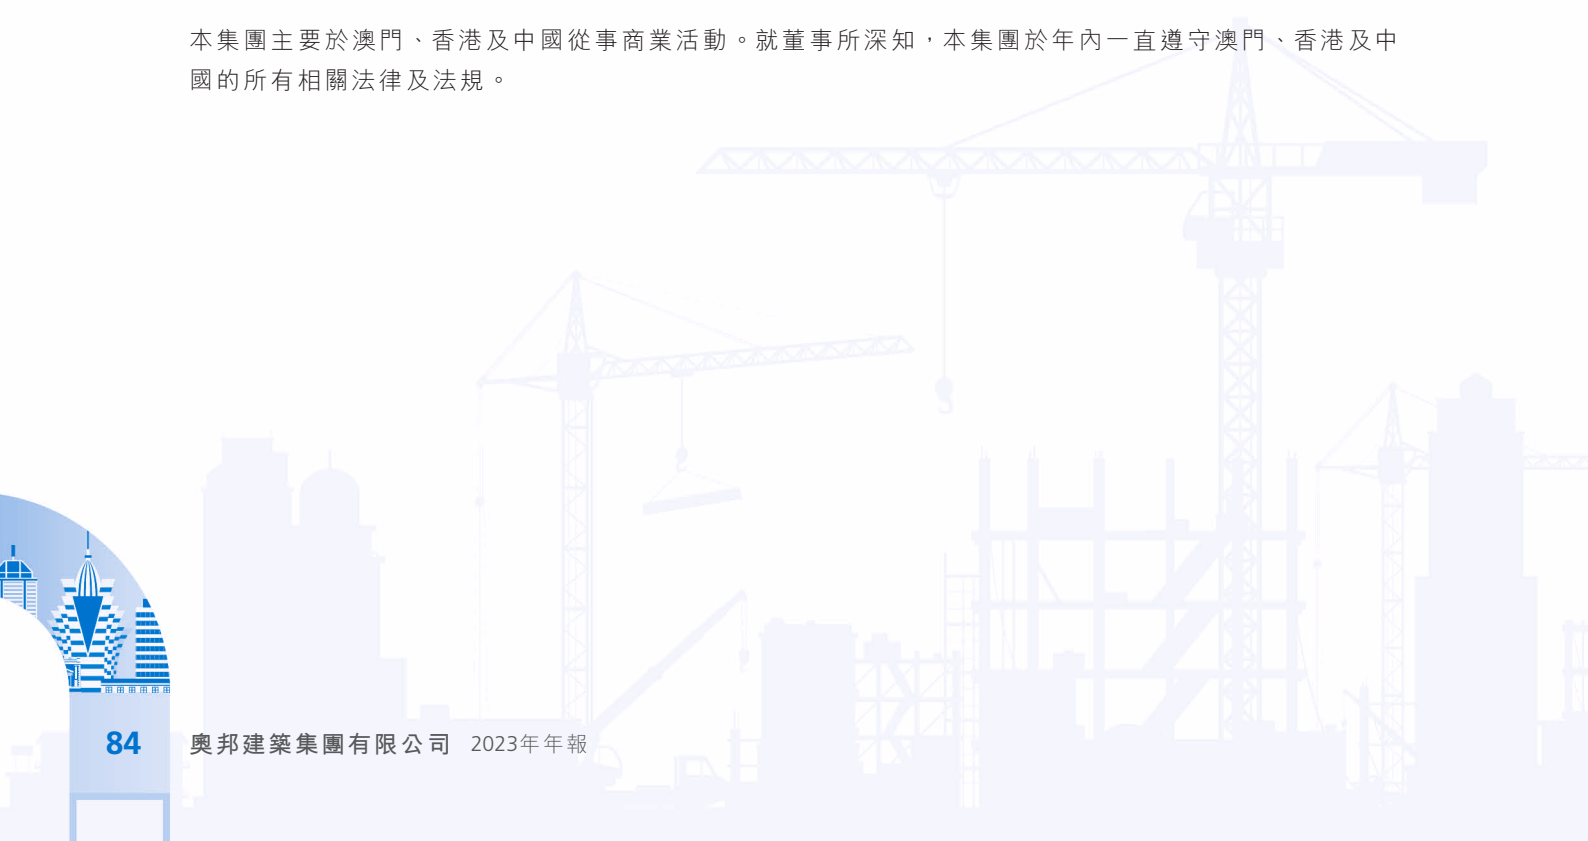 本集團主要於澳門、香港及中國從事商業活動。就董事所深知，本集團於年內一直遵守澳門、香港及中
國的所有相關法律及法規。
84 奧邦建築集團有限公司 2023年年報